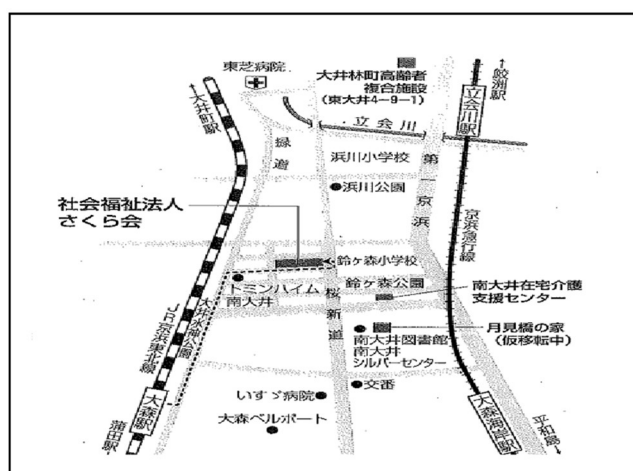 東芝病院
大井林町高齢者
複合施設
(東大井4-9-1)
↑鮫洲駅
立会川駅
↑大井町駅
・立会川
緑道
浜川小学校
第一京浜
浜川公園
社会福祉法人
さくら会
京浜急行線
鈴ヶ森小学校
トミンハイム
南大井
鈴ケ森公園
南大井在宅介護
支援センター
桜新道
大井水神公園
JR京浜東北線
月見橋の家
(仮移転中)
南大井図書館
南大井
シルバーセンター
交番
いすゞ病院
大森ベルポート
大森駅
蒲田駅↓
大森海岸駅
平和島↓